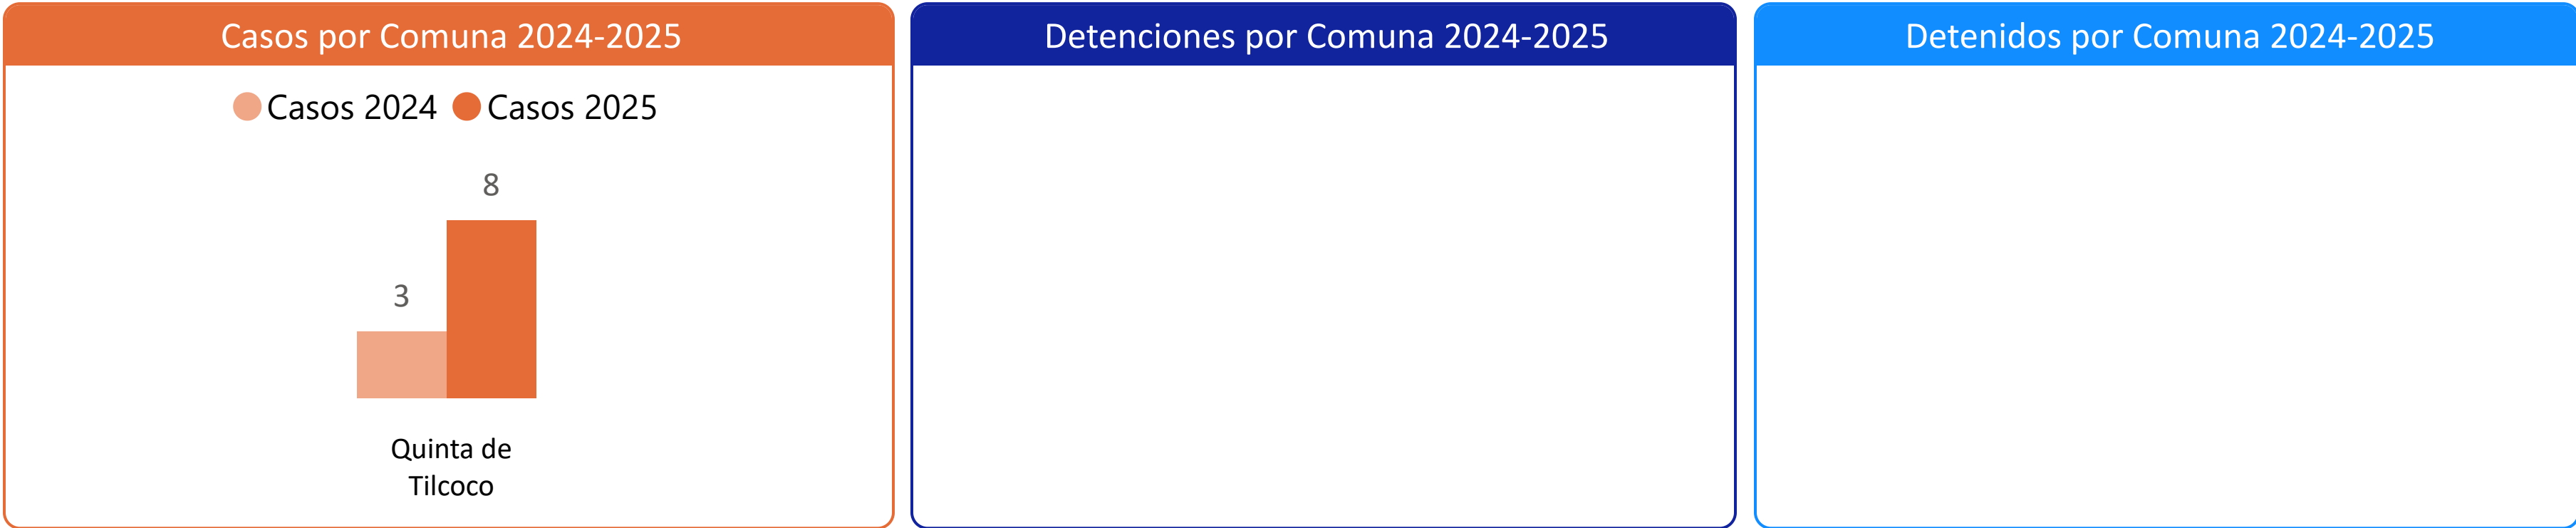 Casos por Comuna 2024-2025
Casos 2024 Casos 2025
8
3
Quinta de
Tilcoco
Detenciones por Comuna 2024-2025
Detenidos por Comuna 2024-2025